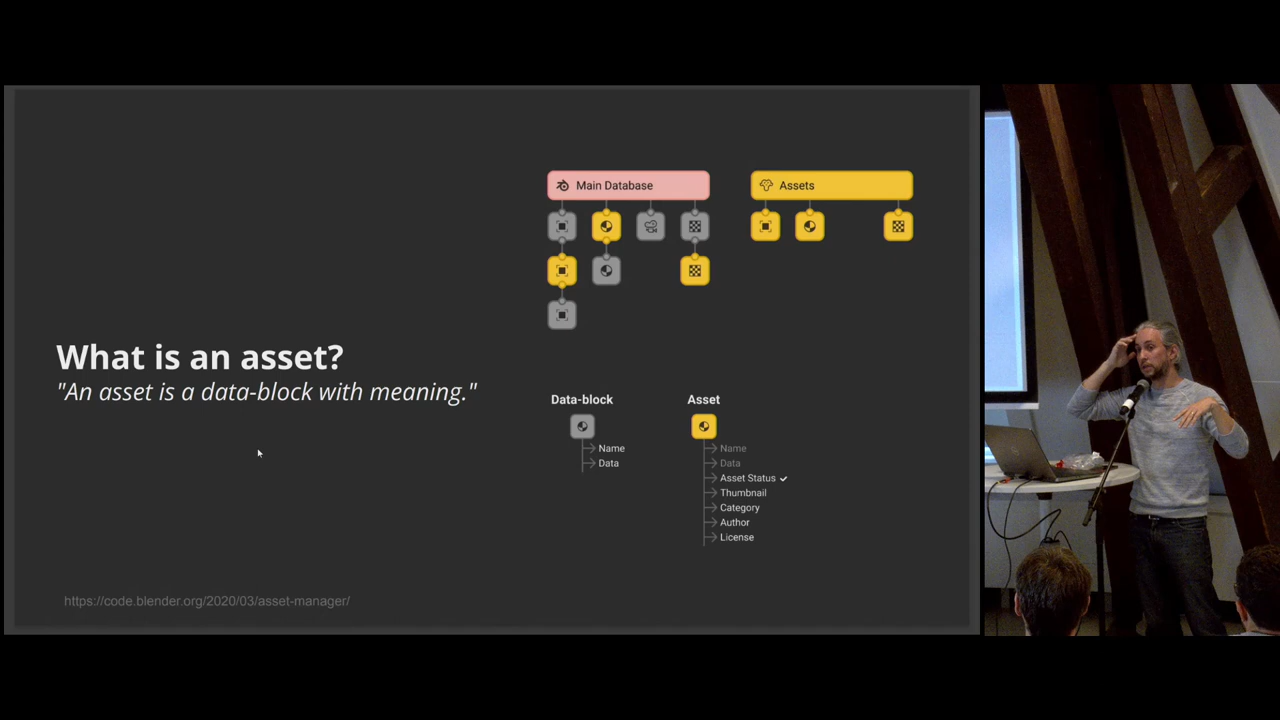 Main Database
Assets
What is an asset?
"An asset is a data-block with meaning."
Data-block
Name
Data
Asset
Name
Data
Asset Status
Thumbnail
Category
Author
License
https://code.blender.org/2020/03/asset-manager/